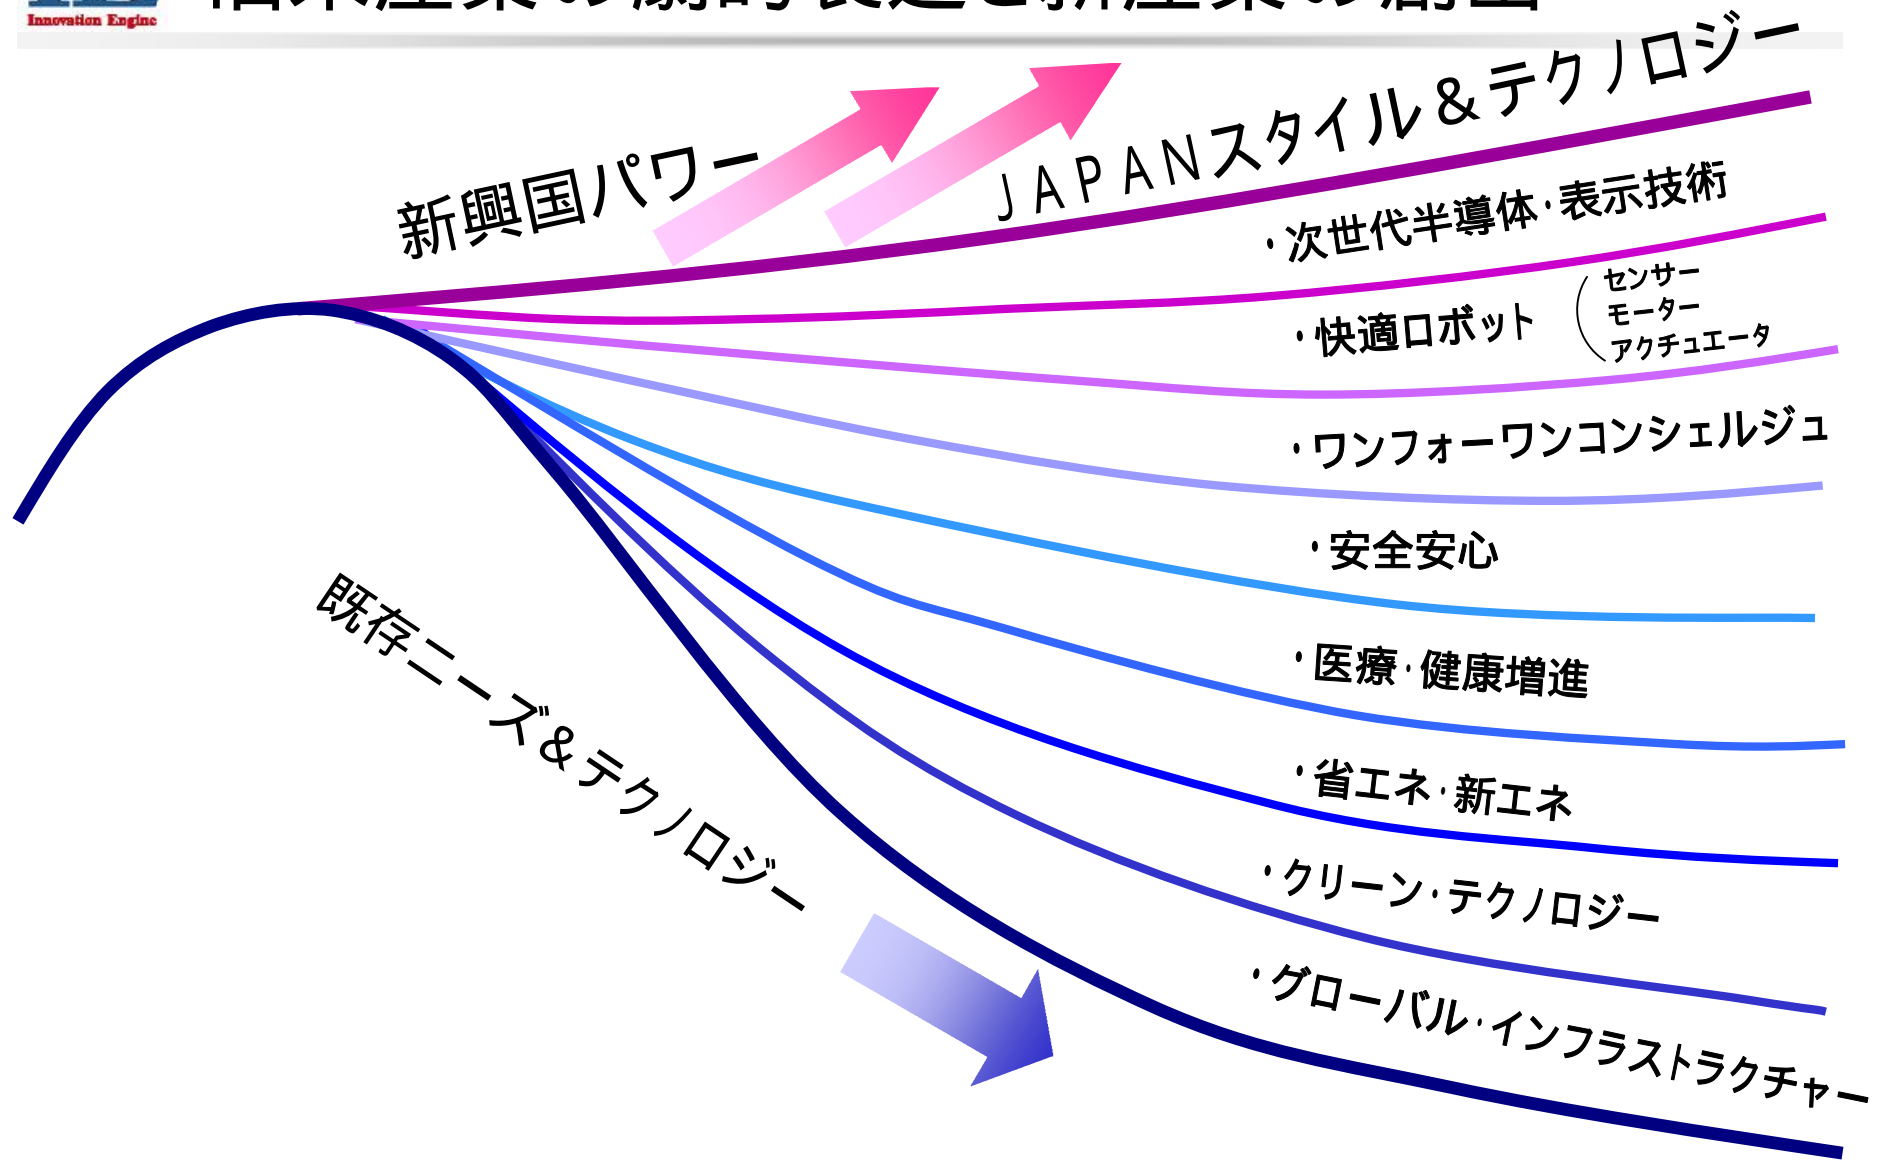 Innovation Engine
新興国パワー
JAPANスタイル＆テクノロジー
・次世代半導体・表示技術
・快適ロボット
センサー
モーター
アクチュエータ
・ワンフォーワンコンシェルジュ
・安全安心
・医療・健康増進
・省エネ・新エネ
・クリーン・テクノロジー
・グローバル・インフラストラクチャー
既存ニーズ＆テクノロジー